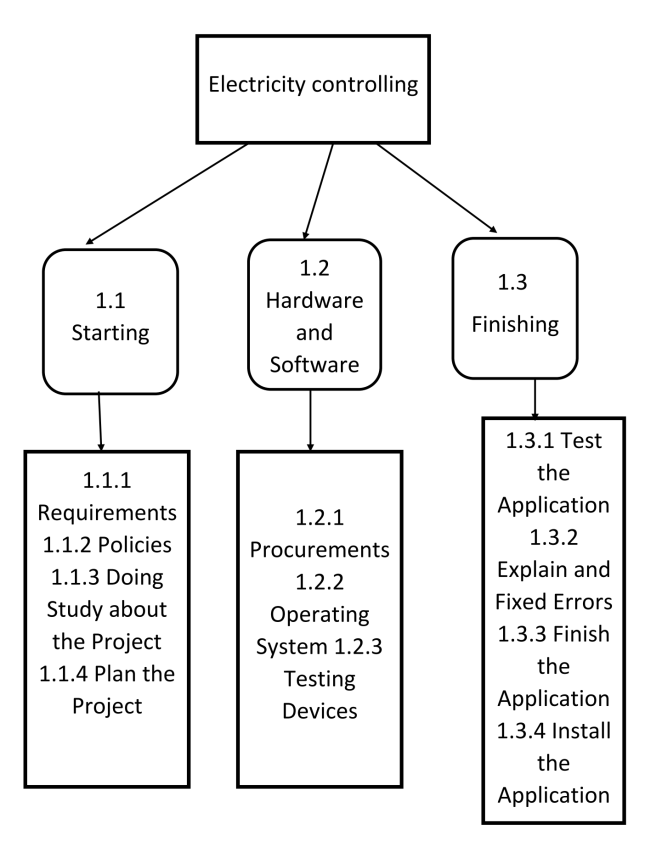 Electricity controlling
1.1
Starting
1.2
Hardware
and
Software
1.3
Finishing
1.1.1
Requirements
1.1.2 Policies
1.1.3 Doing
Study about
the Project
1.1.4 Plan the
Project
1.2.1
Procurements
1.2.2
Operating
System 1.2.3
Testing
Devices
1.3.1 Test
the
Application
1.3.2
Explain and
Fixed Errors
1.3.3 Finish
the
Application
1.3.4 Install
the
Application